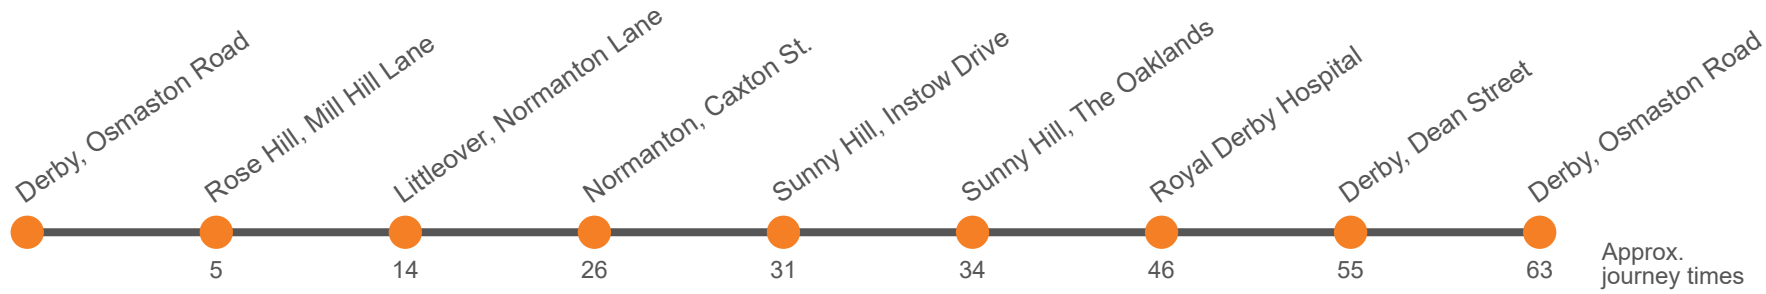 Derby, Osmaston Road
Rose Hill, Mill Hill Lane
Littleover, Normanton Lane
Normanton, Caxton St.
Sunny Hill, Instow Drive
Sunny Hill, The Oaklands
Royal Derby Hospital
Derby, Dean Street
Derby, Osmaston Road
5
14
26
31
34
46
55
63
Approx.
journey times